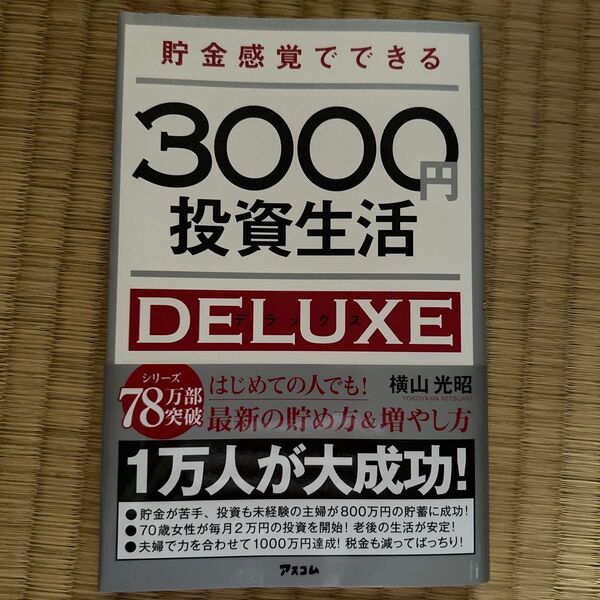 貯金感覚でできる
3000円
投資生活
DELUXE
デラックス
シリーズ
78万部
突破
はじめての人でも!
最新の貯め方&増やし方
横山 光昭
YOKOYAMA MITSUAKI
1万人が大成功!
●貯金が苦手、投資も未経験の主婦が800万円の貯蓄に成功!
●70歳女性が毎月2万円の投資を開始! 老後の生活が安定!
●夫婦で力を合わせて1000万円達成! 税金も減ってばっちり!
アスコム